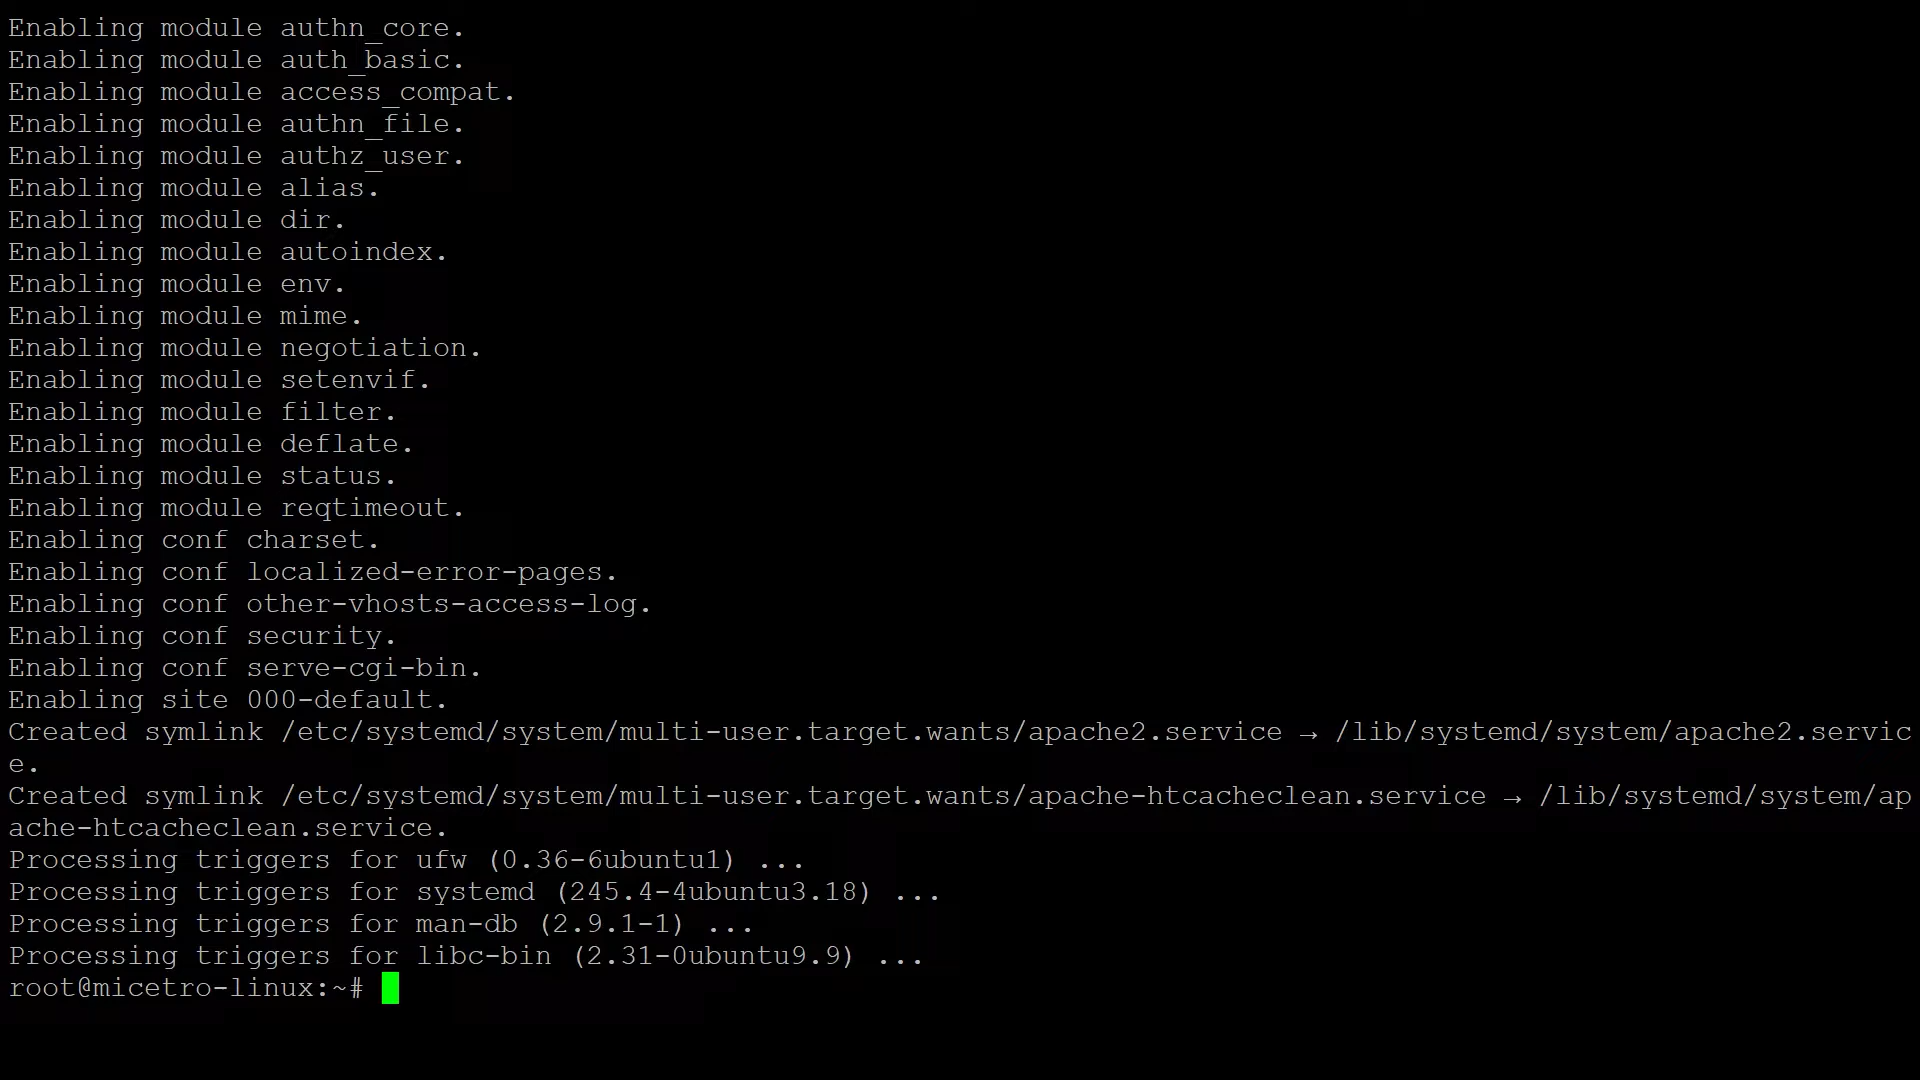 Enabling module authn_core.
Enabling module auth_basic.
Enabling module access_compat.
Enabling module authn_file.
Enabling module authz_user.
Enabling module alias.
Enabling module dir.
Enabling module autoindex.
Enabling module env.
Enabling module mime.
Enabling module negotiation.
Enabling module setenvif.
Enabling module filter.
Enabling module deflate.
Enabling module status.
Enabling module reqtimeout.
Enabling conf charset.
Enabling conf localized-error-pages.
Enabling conf other-vhosts-access-log.
Enabling conf security.
Enabling conf serve-cgi-bin.
Enabling site 000-default.
Created symlink /etc/systemd/system/multi-user.target.wants/apache2.service → /lib/systemd/system/apache2.servic
e.
Created symlink /etc/systemd/system/multi-user.target.wants/apache-htcacheclean.service → /lib/systemd/system/ap
ache-htcacheclean.service.
Processing triggers for ufw (0.36-6ubuntu1) ...
Processing triggers for systemd (245.4-4ubuntu3.18) ...
Processing triggers for man-db (2.9.1-1) ...
Processing triggers for libc-bin (2.31-0ubuntu9.9) ...
root@micetro-linux:~#